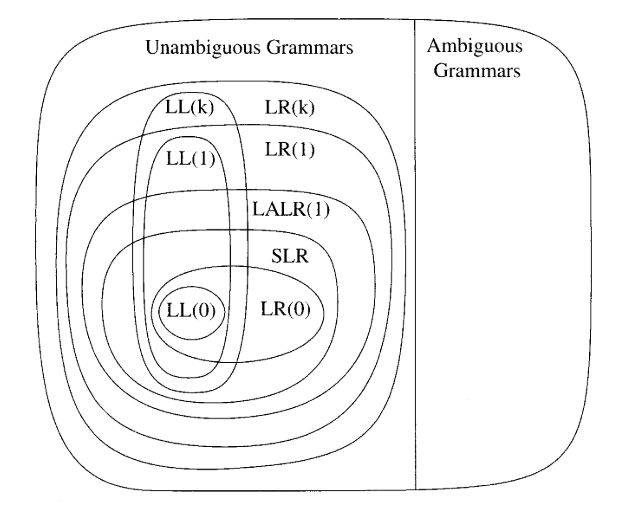 Unambiguous Grammars
Ambiguous
Grammars
LL(k)
LR(k)
LL(1)
LR(1)
LALR(1)
SLR
LL(0)
LR(0)